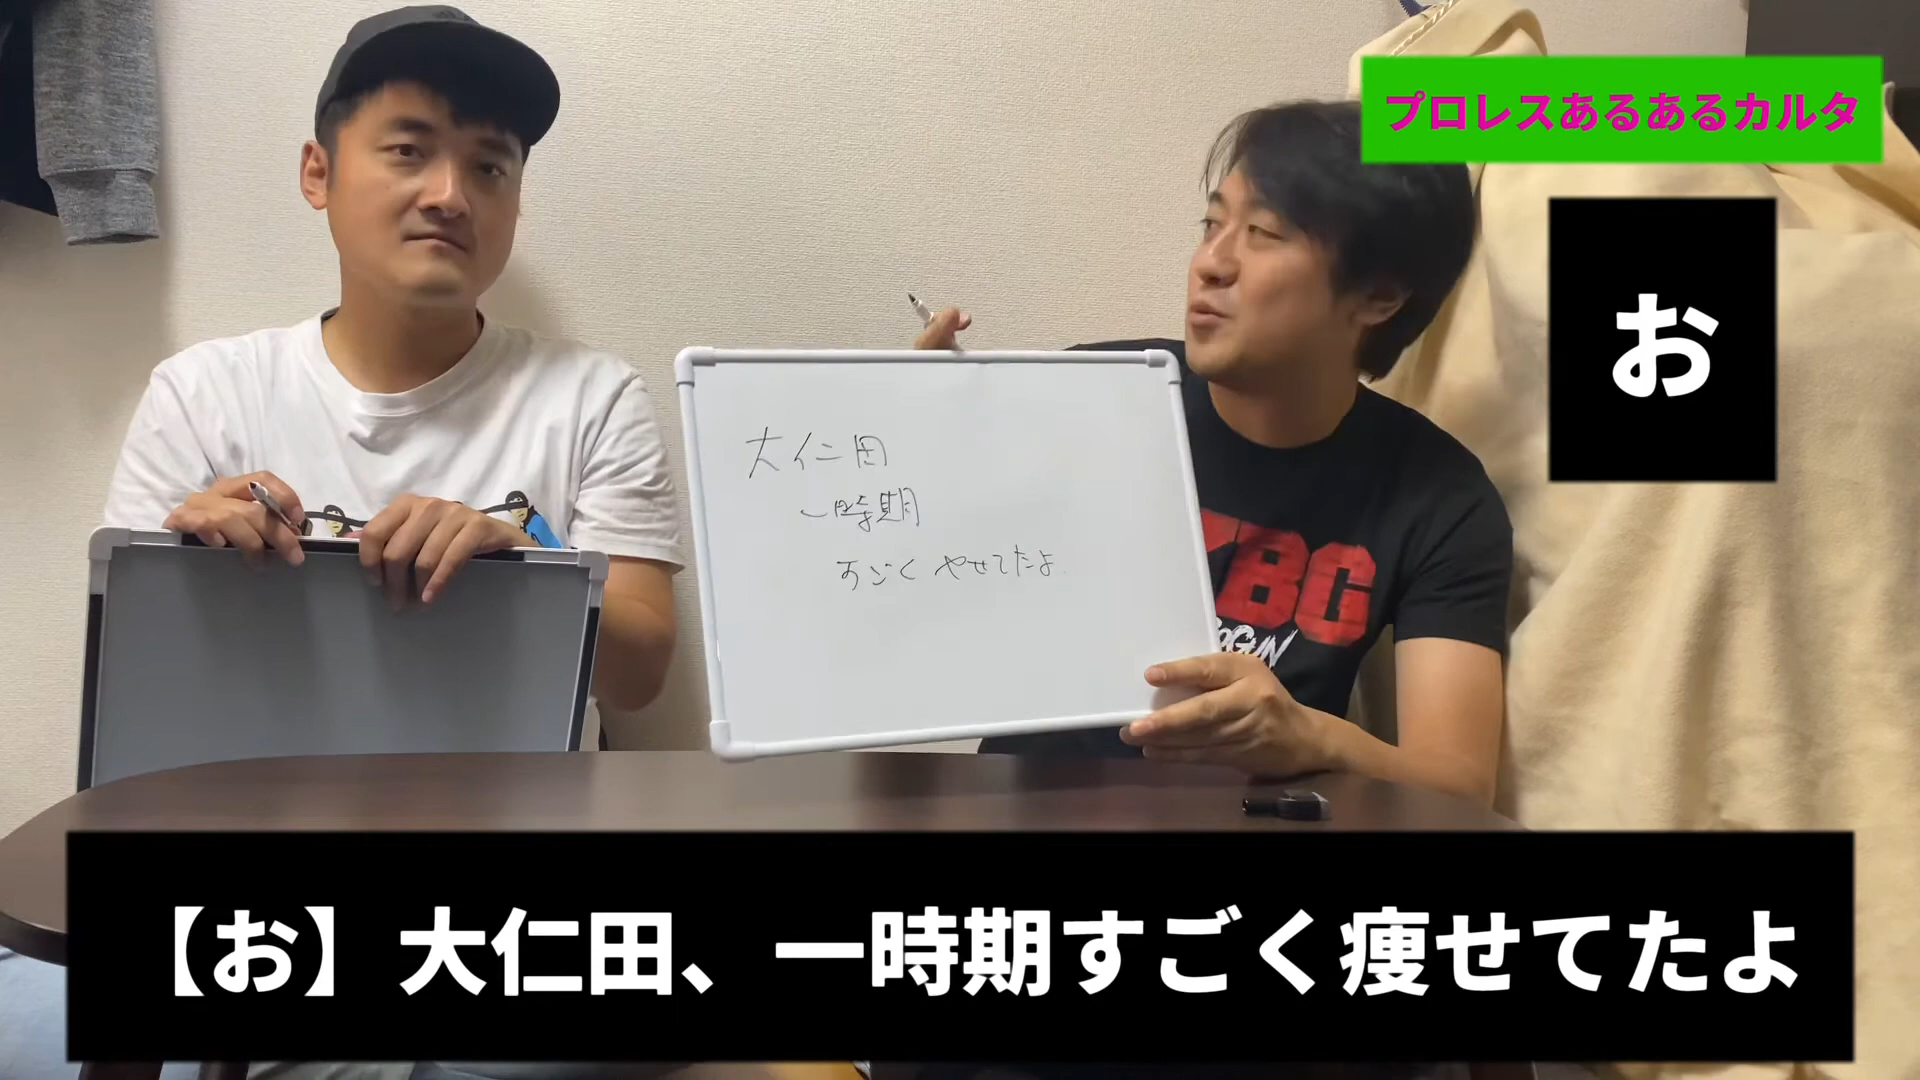 プロレスあるあるカルタ
お
大仁田
一時期
すごくやせてたよ
BG
【お】大仁田、一時期すごく痩せてたよ